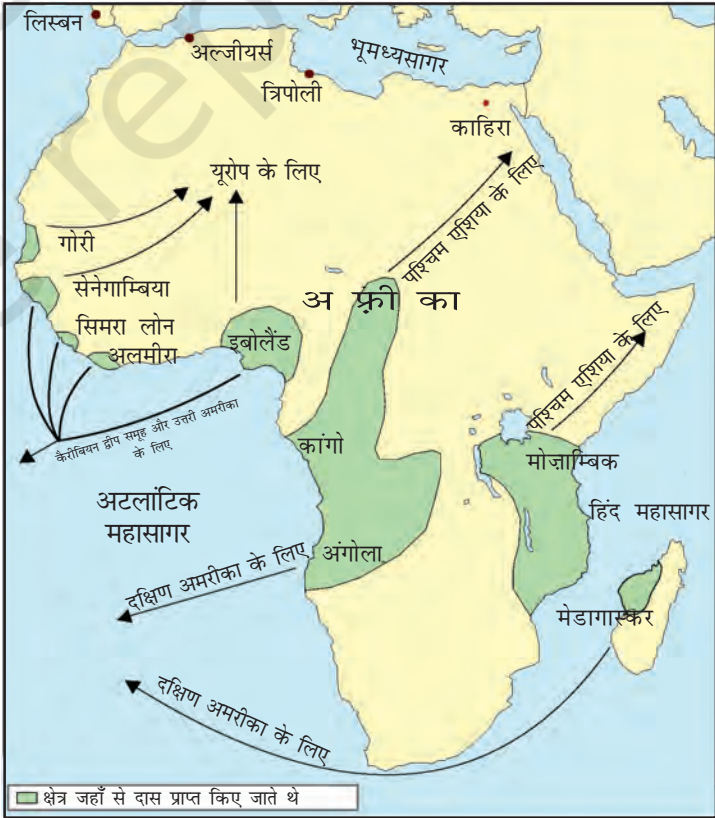 लिस्बन
अल्जीयर्स
भूमध्यसागर
त्रिपोली
काहिरा
यूरोप के लिए
पश्चिम एशिया के लिए
गोरी
सेनेगाम्बिया
अ फ़्री का
सिमरा लोन
अलमीरा
इबोलैंड
पश्चिम एशिया के लिए
कैरीबियन द्वीप समूह और उत्तरी अमरीका
के लिए
कांगो
मोज़ाम्बिक
अटलांटिक
महासागर
हिंद महासागर
अंगोला
दक्षिण अमरीका के लिए
मेडागास्कर
दक्षिण अमरीका के लिए
क्षेत्र जहाँ से दास प्राप्त किए जाते थे